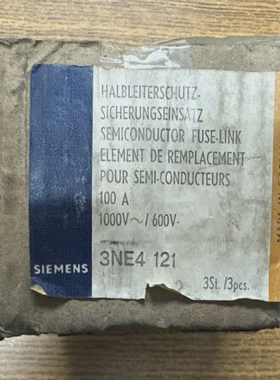 HALBLEITERSCHUTZ-
SICHERUNGSEINSATZ
SEMICONDUCTOR FUSE-LINK
ELEMENT DE REMPLACEMENT
POUR SEMI-CONDUCTEURS
100 A
1000V~/600V-
SIEMENS
3NE4 121
3St./3pcs.